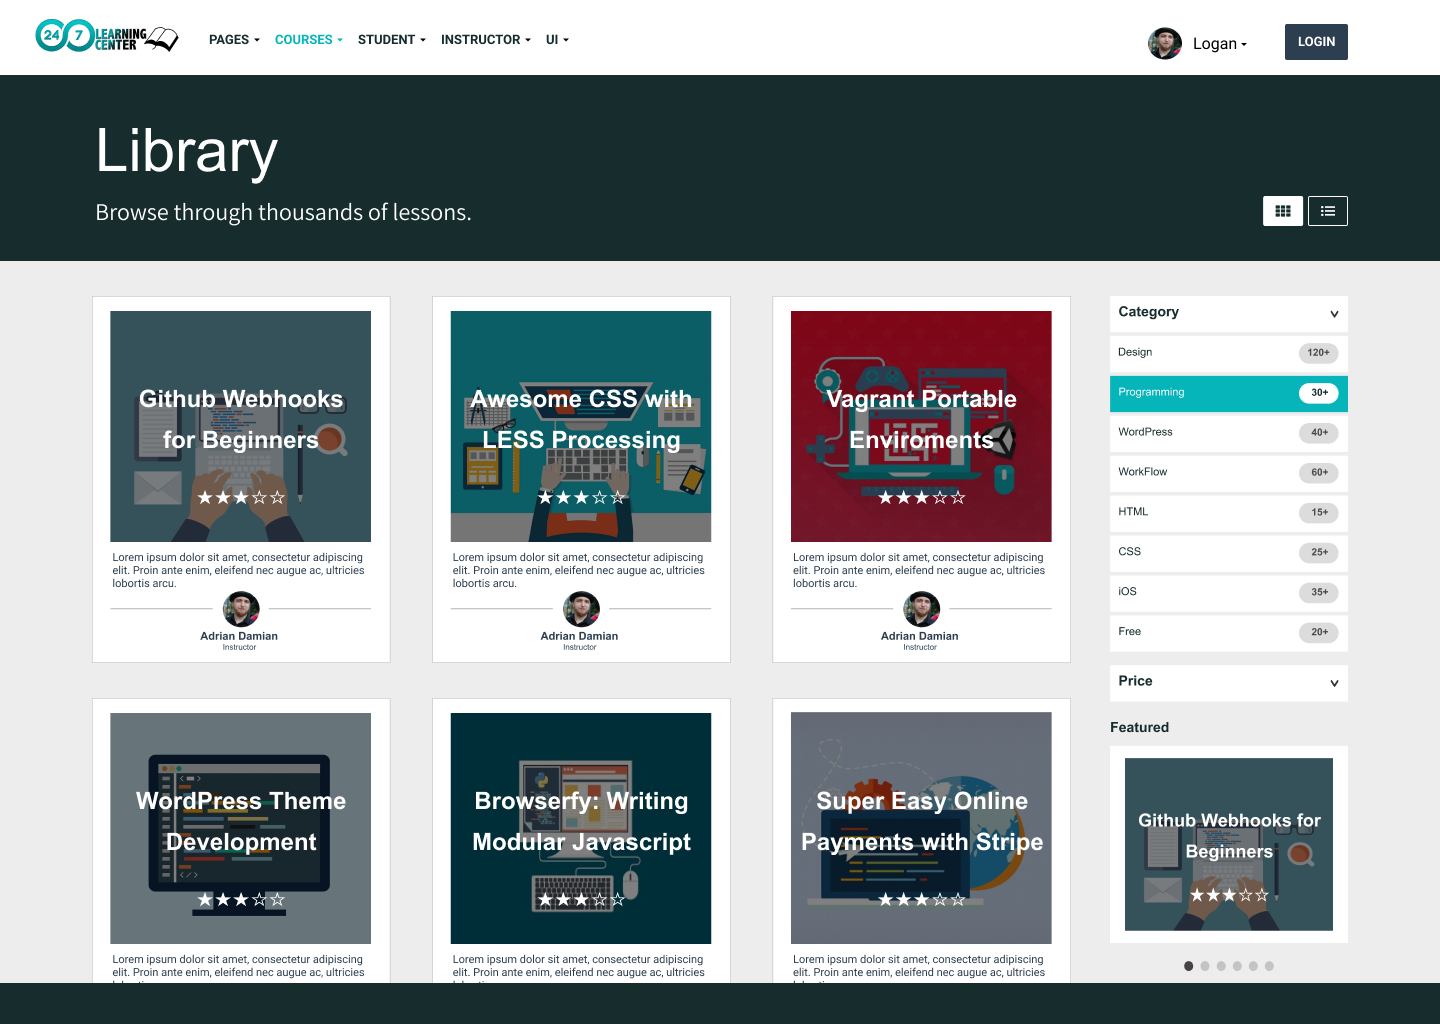 24 7 LEARNING CENTER
PAGES COURSES STUDENT INSTRUCTOR UI
Logan
LOGIN
Library
Browse through thousands of lessons.
Github Webhooks
for Beginners
Lorem ipsum dolor sit amet, consectetur adipiscing
elit. Proin ante enim, eleifend nec augue ac, ultricies
lobortis arcu.
Adrian Damian
Instructor
Awesome CSS with
LESS Processing
Lorem ipsum dolor sit amet, consectetur adipiscing
elit. Proin ante enim, eleifend nec augue ac, ultricies
lobortis arcu.
Adrian Damian
Instructor
Vagrant Portable
Enviroments
Lorem ipsum dolor sit amet, consectetur adipiscing
elit. Proin ante enim, eleifend nec augue ac, ultricies
lobortis arcu.
Adrian Damian
Instructor
WordPress Theme
Development
Lorem ipsum dolor sit amet, consectetur adipiscing
elit. Proin ante enim, eleifend nec augue ac, ultricies
Browserfy: Writing
Modular Javascript
Lorem ipsum dolor sit amet, consectetur adipiscing
elit. Proin ante enim, eleifend nec augue ac, ultricies
Super Easy Online
Payments with Stripe
Lorem ipsum dolor sit amet, consectetur adipiscing
elit. Proin ante enim, eleifend nec augue ac, ultricies
Category
Design 120+
Programming 30+
WordPress 40+
WorkFlow 60+
HTML 15+
CSS 25+
iOS 35+
Free 20+
Price
Featured
Github Webhooks for
Beginners